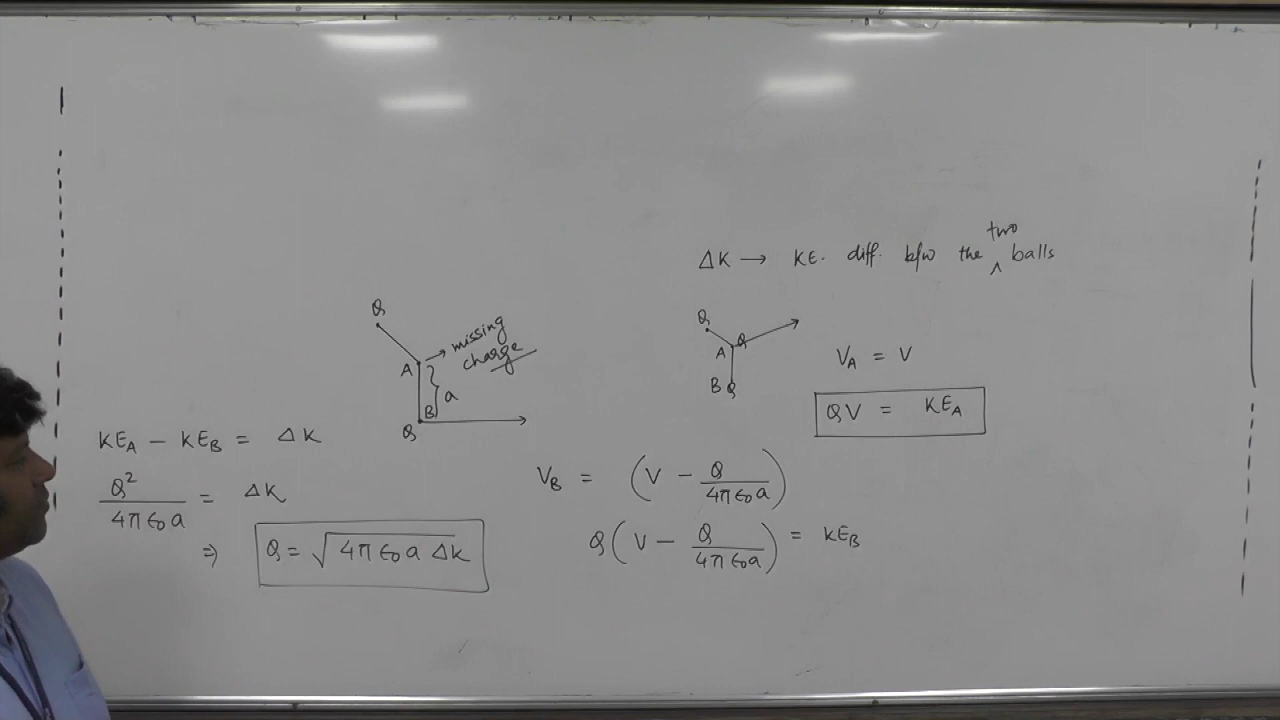 ΔK → KE. diff. b/w the two balls
Q
A → missing
charge
a
B
Q
Q
A Q
B Q
V_A = V
QV = KE_A
KE_A - KE_B = ΔK
Q²/4πε₀a = ΔK
⇒ Q = √(4πε₀a ΔK)
V_B = (V - Q/4πε₀a)
Q(V - Q/4πε₀a) = KE_B